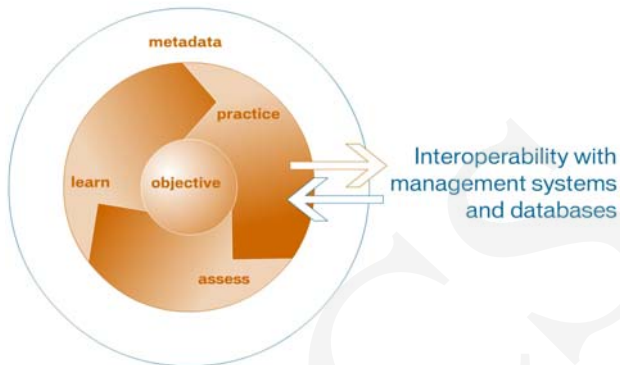 metadata
practice
learn
objective
assess
Interoperability with
management systems
and databases